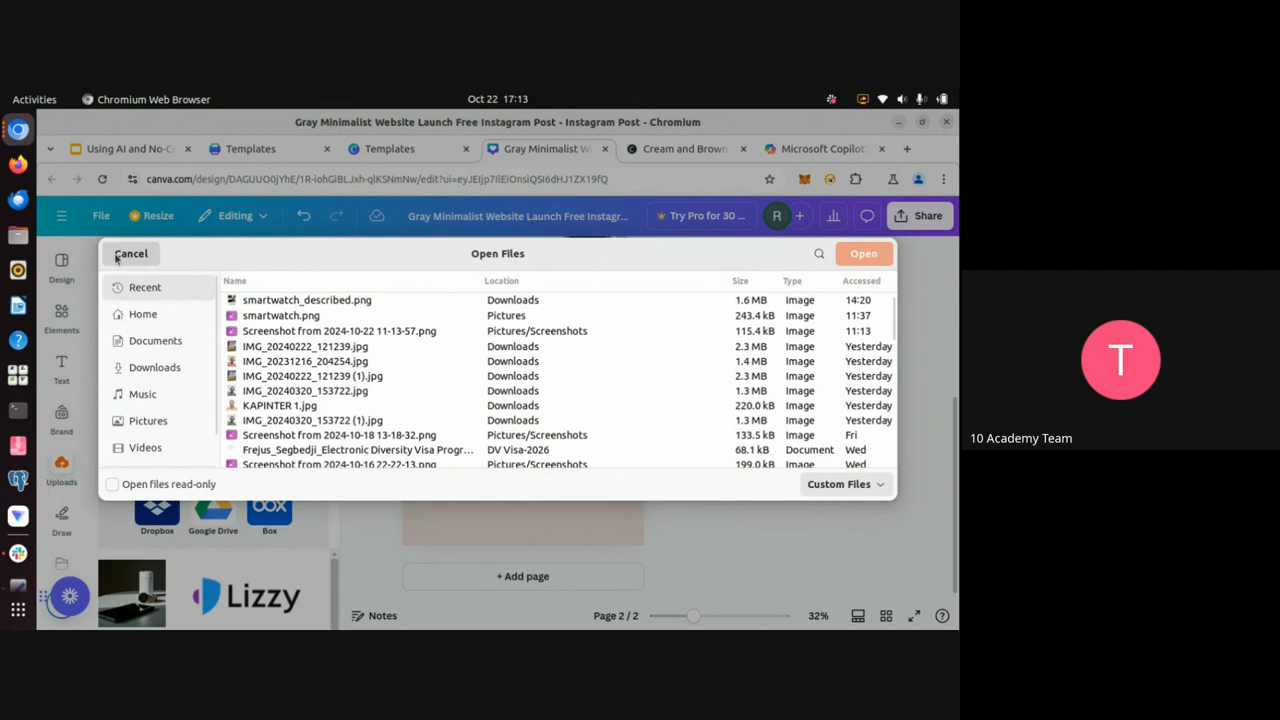 Activities Chromium Web Browser Oct 22 17:13
Gray Minimalist Website Launch Free Instagram Post - Instagram Post - Chromium
Using AI and No-C Templates Templates Gray Minimalist W Cream and Brown Microsoft Copilot:
canva.com/design/DAGUUO0jYhE/1R-iohGiBLJxh-qlKSNmNw/edit?ui=eyJEIjp7IlEiOnsiQSI6dHJ1ZX19fQ
File Resize Editing Gray Minimalist Website Launch Free Instagr... Try Pro for 30 ... R Share
Cancel Open Files Open
Name Location Size Type Accessed
Recent
Home
Documents
Downloads
Music
Pictures
Videos
smartwatch_described.png Downloads 1.6 MB Image 14:20
smartwatch.png Pictures 243.4 kB Image 11:37
Screenshot from 2024-10-22 11-13-57.png Pictures/Screenshots 115.4 kB Image 11:13
IMG_20240222_121239.jpg Downloads 2.3 MB Image Yesterday
IMG_20231216_204254.jpg Downloads 1.4 MB Image Yesterday
IMG_20240222_121239 (1).jpg Downloads 2.3 MB Image Yesterday
IMG_20240320_153722.jpg Downloads 1.3 MB Image Yesterday
KAPINTER 1.jpg Downloads 220.0 kB Image Yesterday
IMG_20240320_153722 (1).jpg Downloads 1.3 MB Image Yesterday
Screenshot from 2024-10-18 13-18-32.png Pictures/Screenshots 133.5 kB Image Fri
Frejus_Segbedji_Electronic Diversity Visa Progr... DV Visa-2026 68.1 kB Document Wed
Screenshot from 2024-10-16 22-22-13.png Pictures/Screenshots 199.0 kB Image Wed
Open files read-only Custom Files
Design
Elements
Text
Brand
Uploads
Draw
Dropbox Google Drive Box
box
Lizzy
+ Add page
Notes Page 2 / 2 32%
T
10 Academy Team